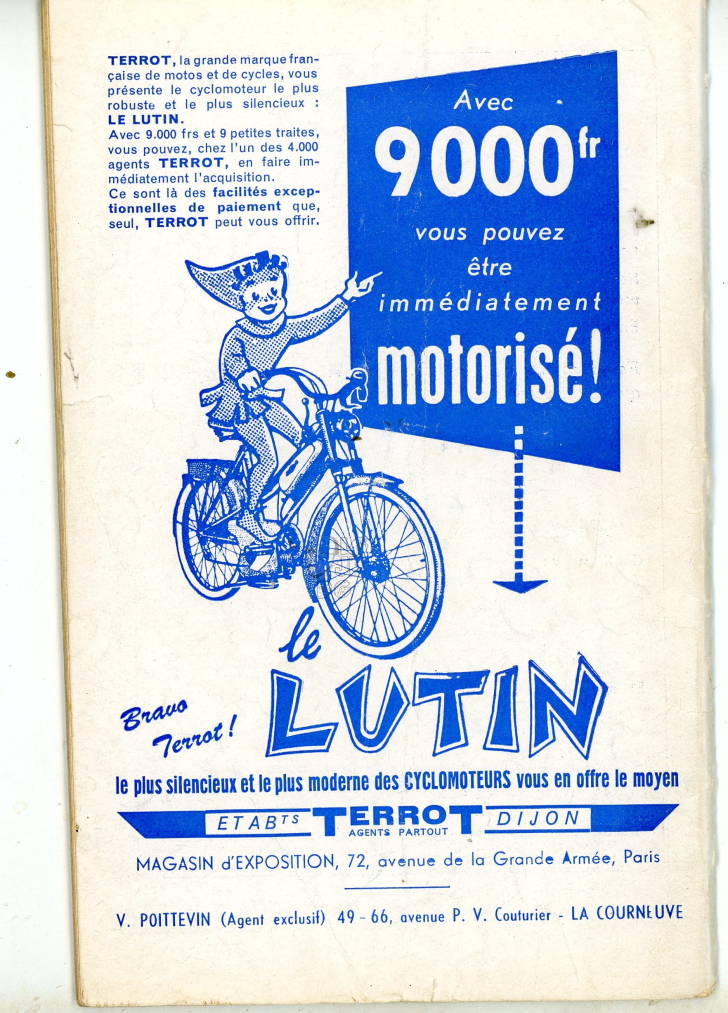 TERROT, la grande marque fran-
çaise de motos et de cycles, vous
présente le cyclomoteur le plus
robuste et le plus silencieux :
LE LUTIN.
Avec 9.000 frs et 9 petites traites,
vous pouvez, chez l'un des 4.000
agents TERROT, en faire im-
médiatement l'acquisition.
Ce sont là des facilités excep-
tionnelles de paiement que,
seul, TERROT peut vous offrir.
Avec
9000 fr
vous pouvez
être
immédiatement
motorisé!
le
LUTIN
Bravo
Terrot!
le plus silencieux et le plus moderne des CYCLOMOTEURS vous en offre le moyen
ETABTS TERROT DIJON
AGENTS PARTOUT
MAGASIN d'EXPOSITION, 72, avenue de la Grande Armée, Paris
V. POITTEVIN (Agent exclusif) 49-66, avenue P. V. Couturier - LA COURNEUVE